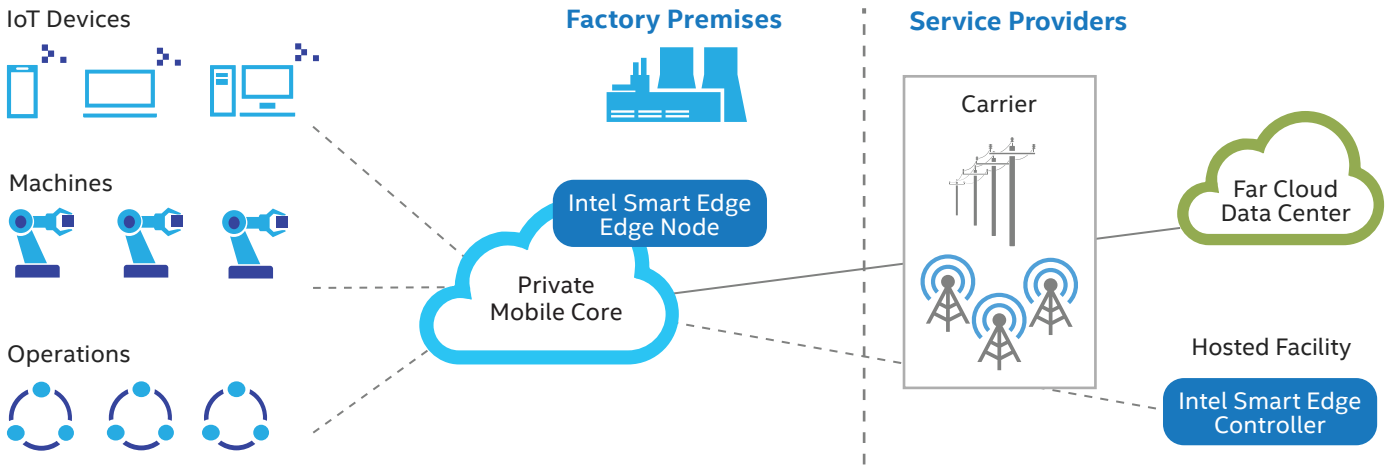 IoT Devices
Factory Premises
Service Providers
Carrier
Machines
Intel Smart Edge
Edge Node
Far Cloud
Data Center
Private
Mobile Core
Operations
Hosted Facility
Intel Smart Edge
Controller